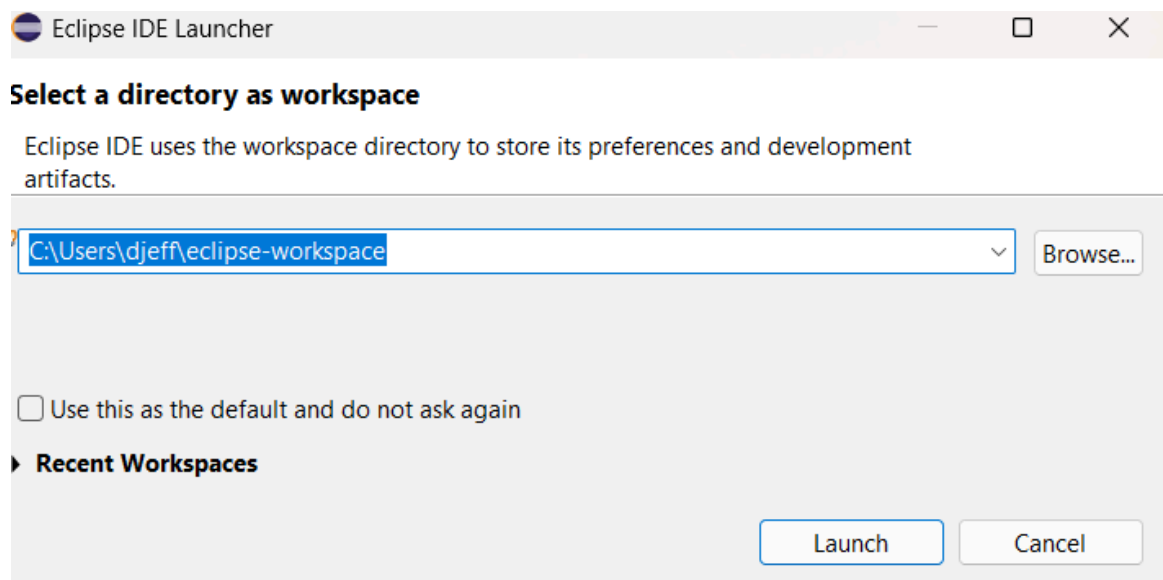 Eclipse IDE Launcher
Select a directory as workspace
Eclipse IDE uses the workspace directory to store its preferences and development
artifacts.
C:\Users\djeff\eclipse-workspace
Browse...
Use this as the default and do not ask again
Recent Workspaces
Launch
Cancel